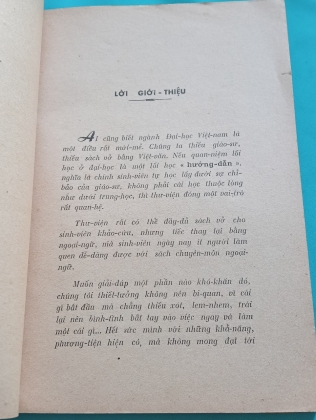 LỜI GIỚI - THIỆU
Ai cũng biết ngành Đại-học Việt-nam là
một điều rất mới-mẻ. Chúng ta thiếu giáo-sư,
thiếu sách vở bằng Việt-văn. Nếu quan-niệm lối
học ở đại-học là một lối học « hướng-dẫn »,
nghĩa là chính sinh-viên tự học lấy dưới sự chỉ-
bảo của giáo-sư, không phải cái học thuộc lòng
như dưới trung-học, thì thư-viện đóng một vai-trò
rất quan-hệ.
Thư-viện rất có thể đầy-đủ sách vở cho
sinh-viên khảo-cứu, nhưng tiếc thay lại bằng
ngoại-ngữ, mà sinh-viên ngày nay ít người làm
quen dễ-dàng được với sách chuyên-môn ngoại-
ngữ.
Muốn giải-đáp một phần nào khó-khăn đó,
chúng tôi thiết-tưởng không nên bi-quan, vì cái
gì bắt đầu mà chẳng thiếu xót, lem-nhem, trái
lại nên bình-tĩnh bắt tay vào việc ngay và làm
một cái gì... Hết sức mình với những khả-năng,
phương-tiện hiện có, mà không mong đạt tới